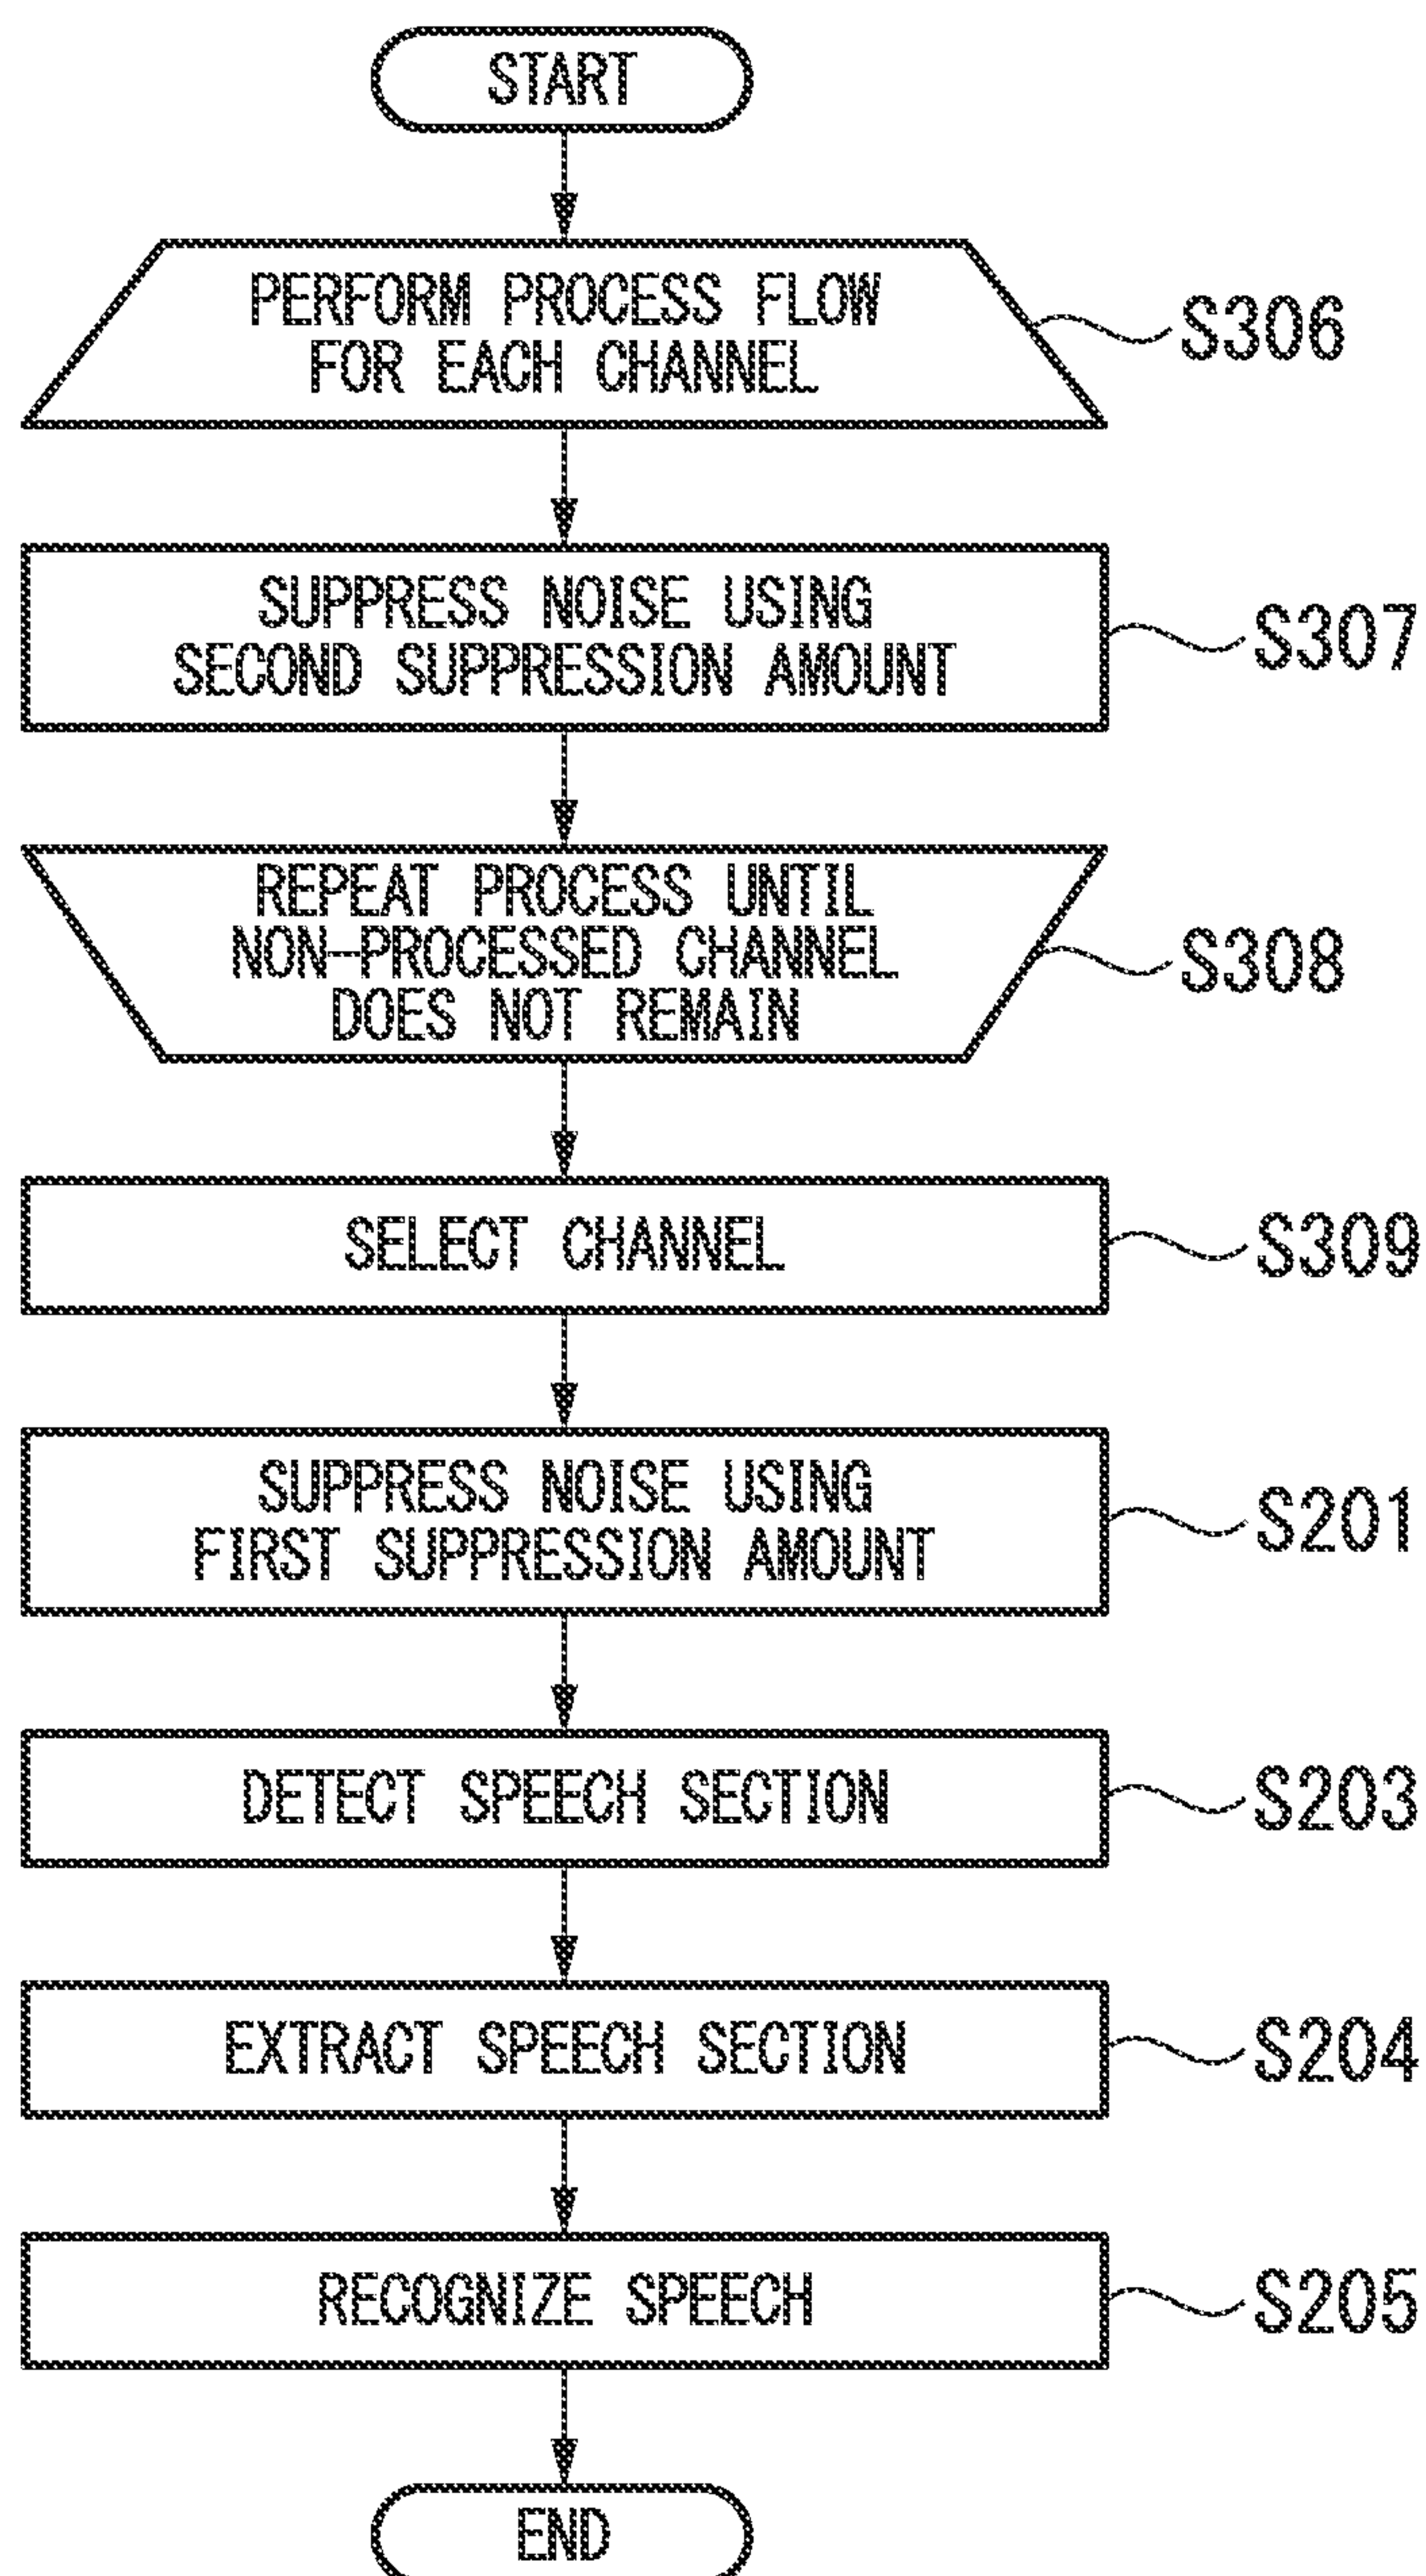 START
PERFORM PROCESS FLOW
FOR EACH CHANNEL
S306
SUPPRESS NOISE USING
SECOND SUPPRESSION AMOUNT
S307
REPEAT PROCESS UNTIL
NON-PROCESSED CHANNEL
DOES NOT REMAIN
S308
SELECT CHANNEL
S309
SUPPRESS NOISE USING
FIRST SUPPRESSION AMOUNT
S201
DETECT SPEECH SECTION
S203
EXTRACT SPEECH SECTION
S204
RECOGNIZE SPEECH
S205
END